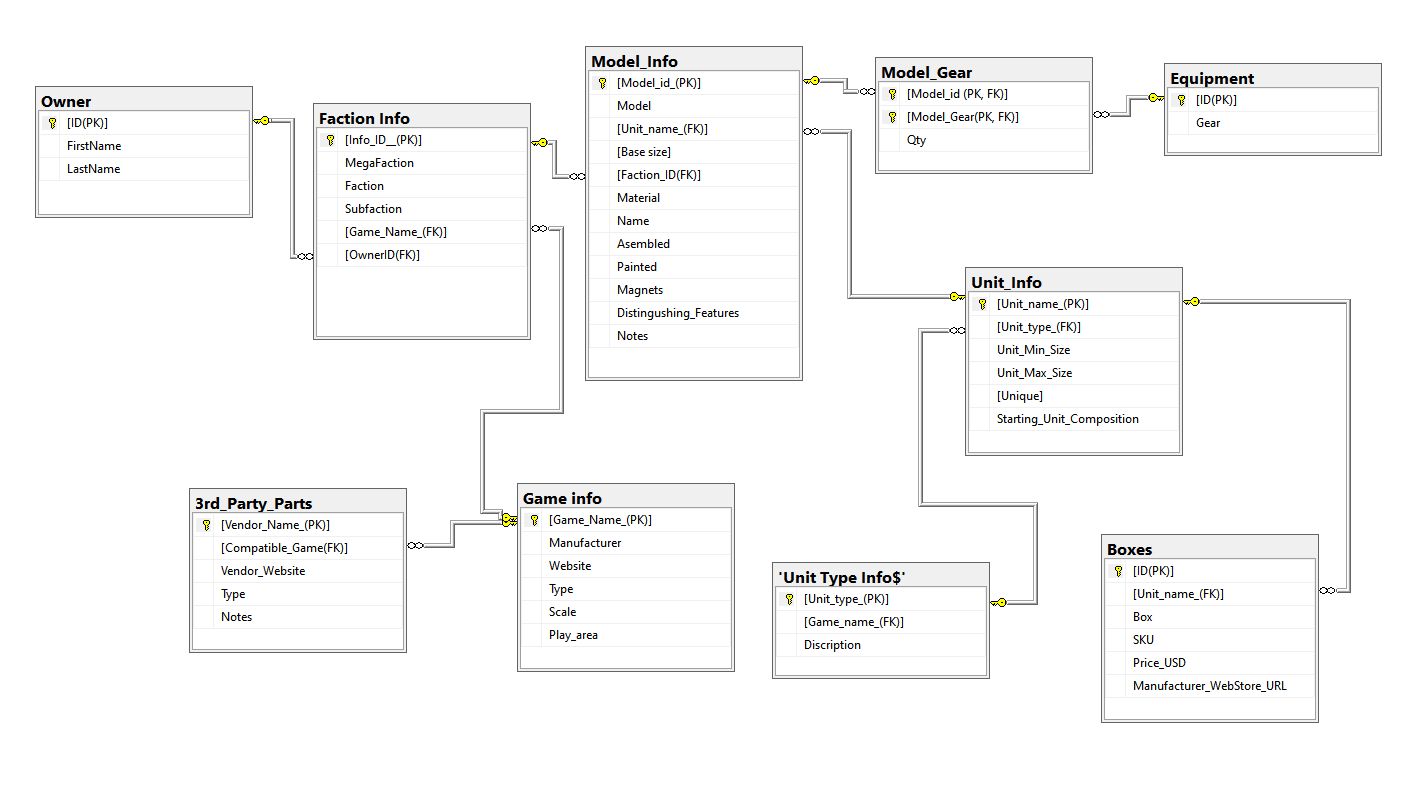 Owner
[ID(PK)]
FirstName
LastName
Faction Info
[Info_ID__(PK)]
MegaFaction
Faction
Subfaction
[Game_Name_(FK)]
[OwnerID(FK)]
Model_Info
[Model_id_(PK)]
Model
[Unit_name_(FK)]
[Base size]
[Faction_ID(FK)]
Material
Name
Asembled
Painted
Magnets
Distingushing_Features
Notes
Model_Gear
[Model_id (PK, FK)]
[Model_Gear(PK, FK)]
Qty
Equipment
[ID(PK)]
Gear
Unit_Info
[Unit_name_(PK)]
[Unit_type_(FK)]
Unit_Min_Size
Unit_Max_Size
[Unique]
Starting_Unit_Composition
3rd_Party_Parts
[Vendor_Name_(PK)]
[Compatible_Game(FK)]
Vendor_Website
Type
Notes
Game info
[Game_Name_(PK)]
Manufacturer
Website
Type
Scale
Play_area
'Unit Type Info$'
[Unit_type_(PK)]
[Game_name_(FK)]
Discription
Boxes
[ID(PK)]
[Unit_name_(FK)]
Box
SKU
Price_USD
Manufacturer_WebStore_URL